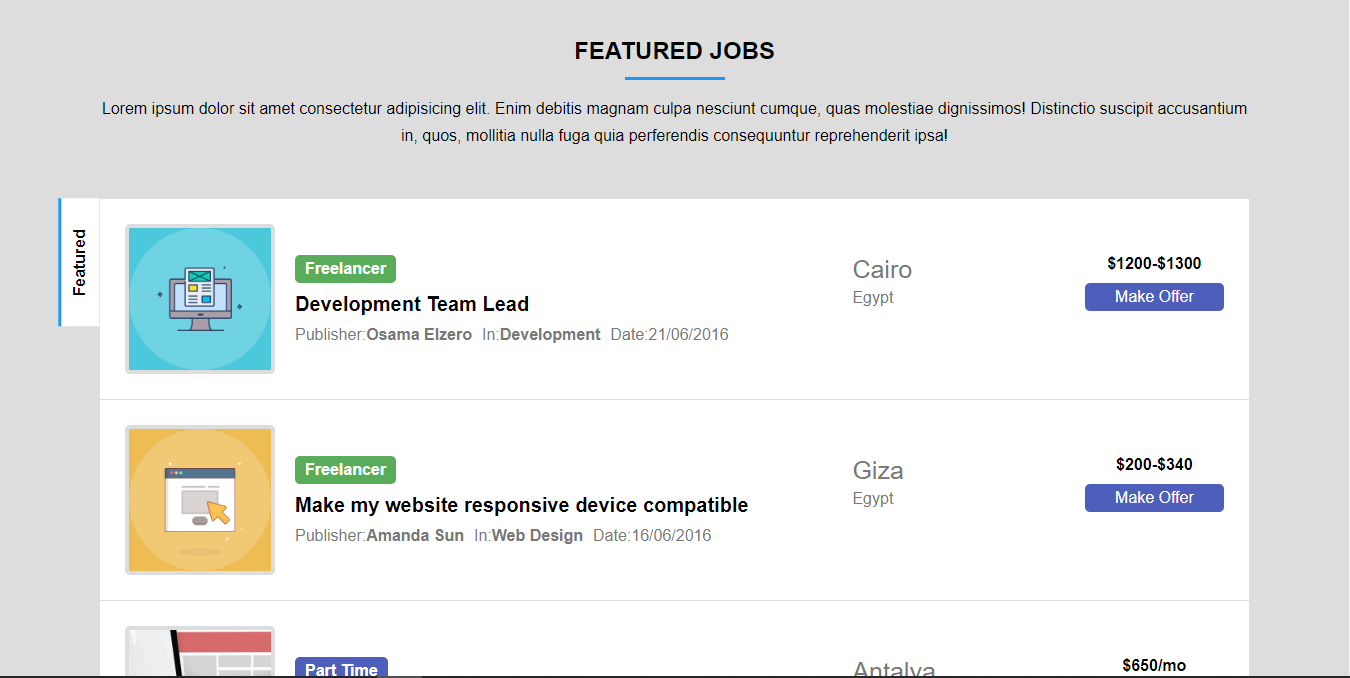 FEATURED JOBS
Lorem ipsum dolor sit amet consectetur adipisicing elit. Enim debitis magnam culpa nesciunt cumque, quas molestiae dignissimos! Distinctio suscipit accusantium
in, quos, mollitia nulla fuga quia perferendis consequuntur reprehenderit ipsa!
Featured
Freelancer
Development Team Lead
Publisher:Osama Elzero In:Development Date:21/06/2016
Cairo
Egypt
$1200-$1300
Make Offer
Freelancer
Make my website responsive device compatible
Publisher:Amanda Sun In:Web Design Date:16/06/2016
Giza
Egypt
$200-$340
Make Offer
Part Time
Antalya
$650/mo